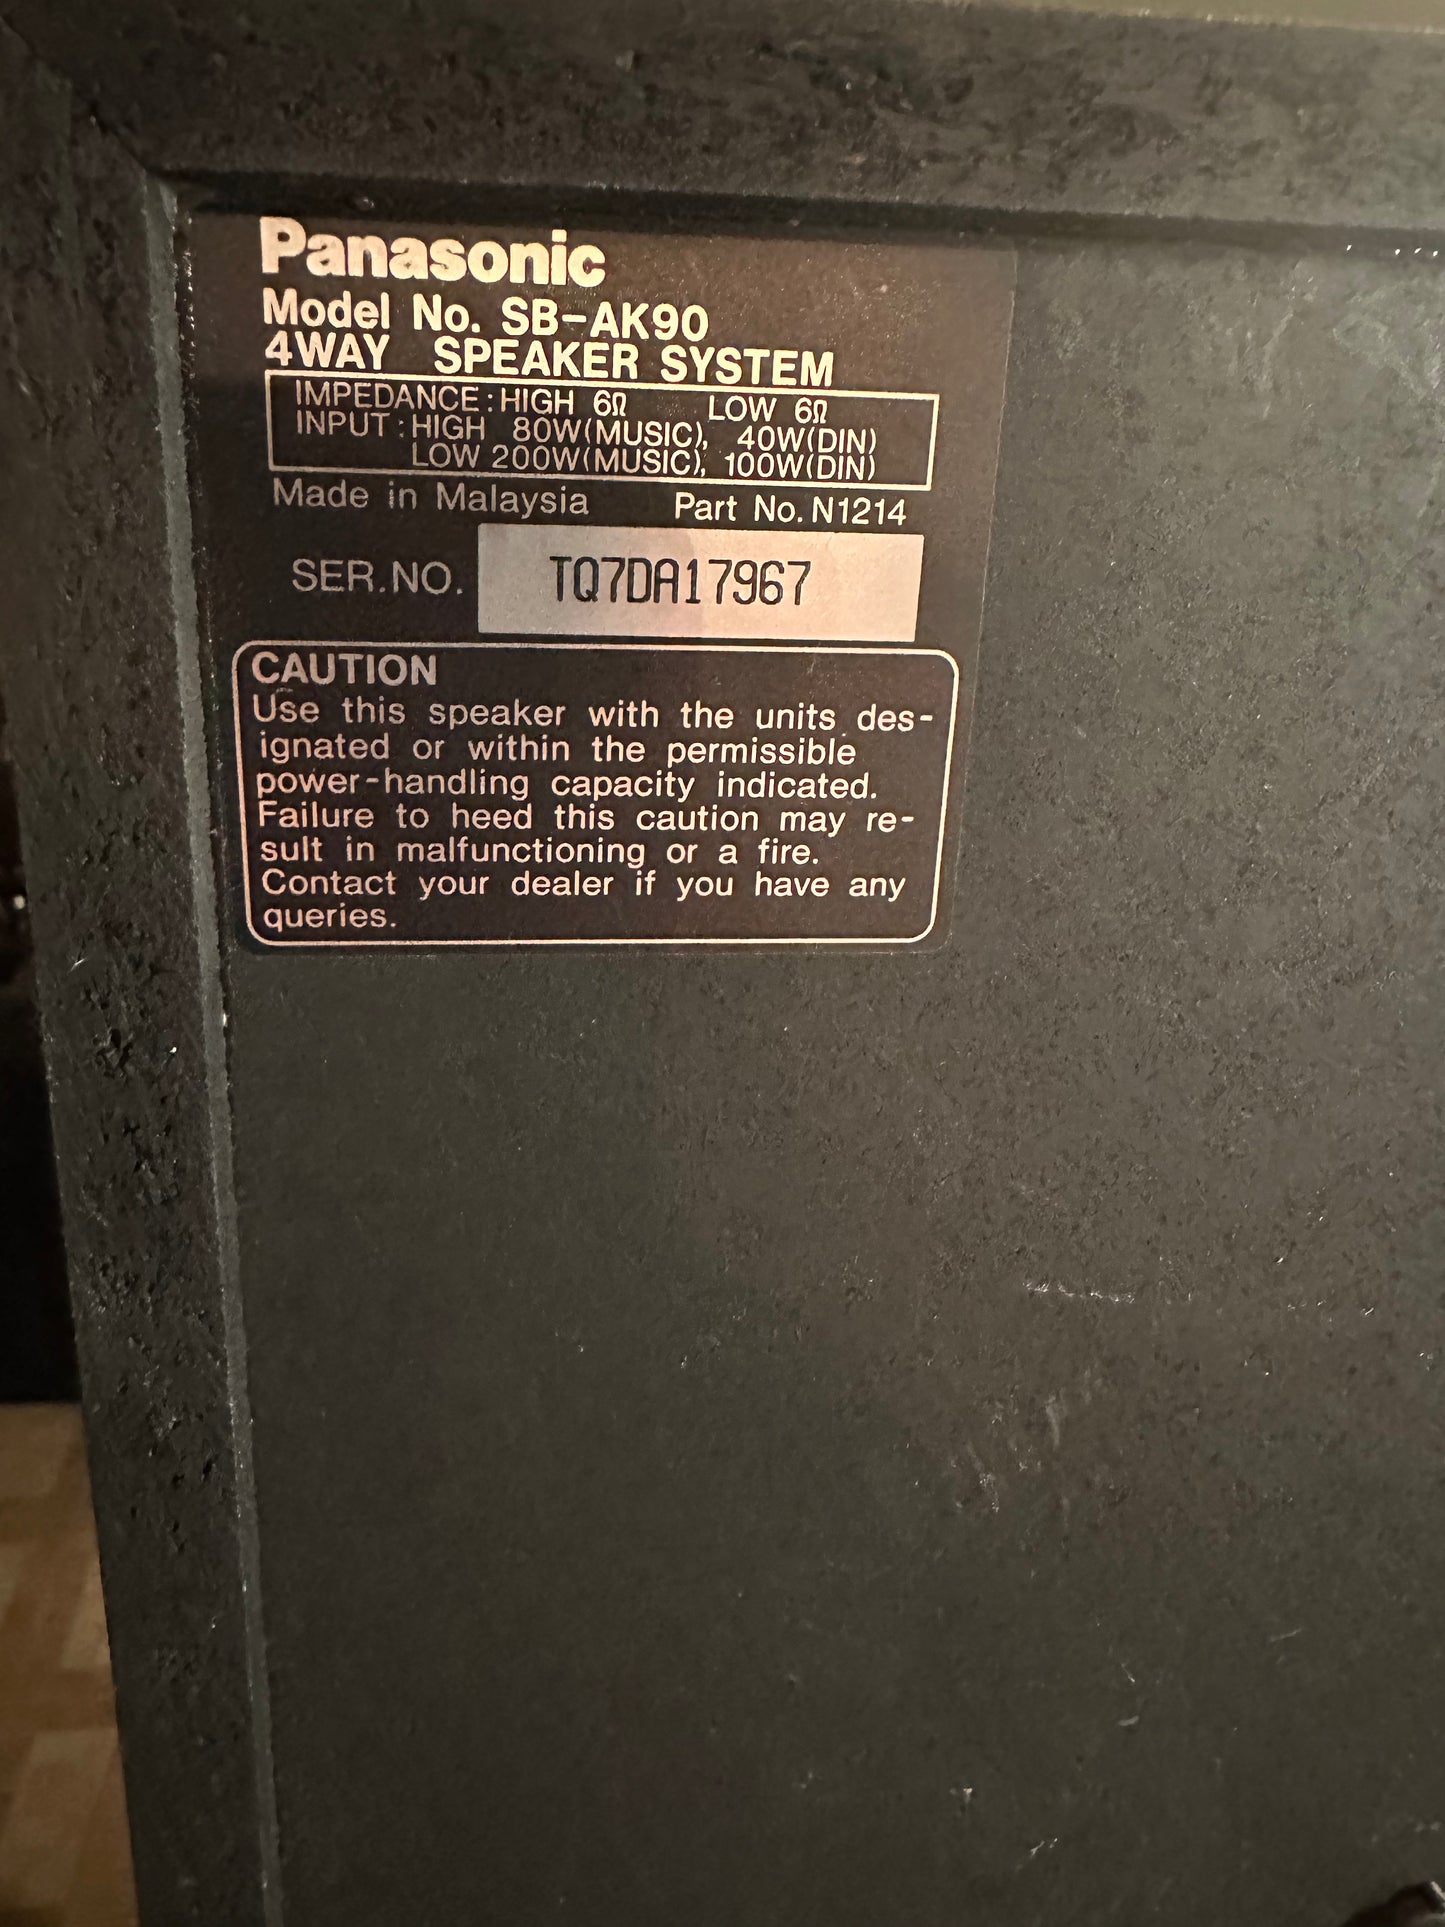 Panasonic
Model No. SB-AK90
4WAY SPEAKER SYSTEM
IMPEDANCE: HIGH 6Ω LOW 6Ω
INPUT: HIGH 80W(MUSIC), 40W(DIN)
LOW 200W(MUSIC), 100W(DIN)
Made in Malaysia Part No. N1214
SER.NO. TQ7DA17967
CAUTION
Use this speaker with the units des-
ignated or within the permissible
power-handling capacity indicated.
Failure to heed this caution may re-
sult in malfunctioning or a fire.
Contact your dealer if you have any
queries.